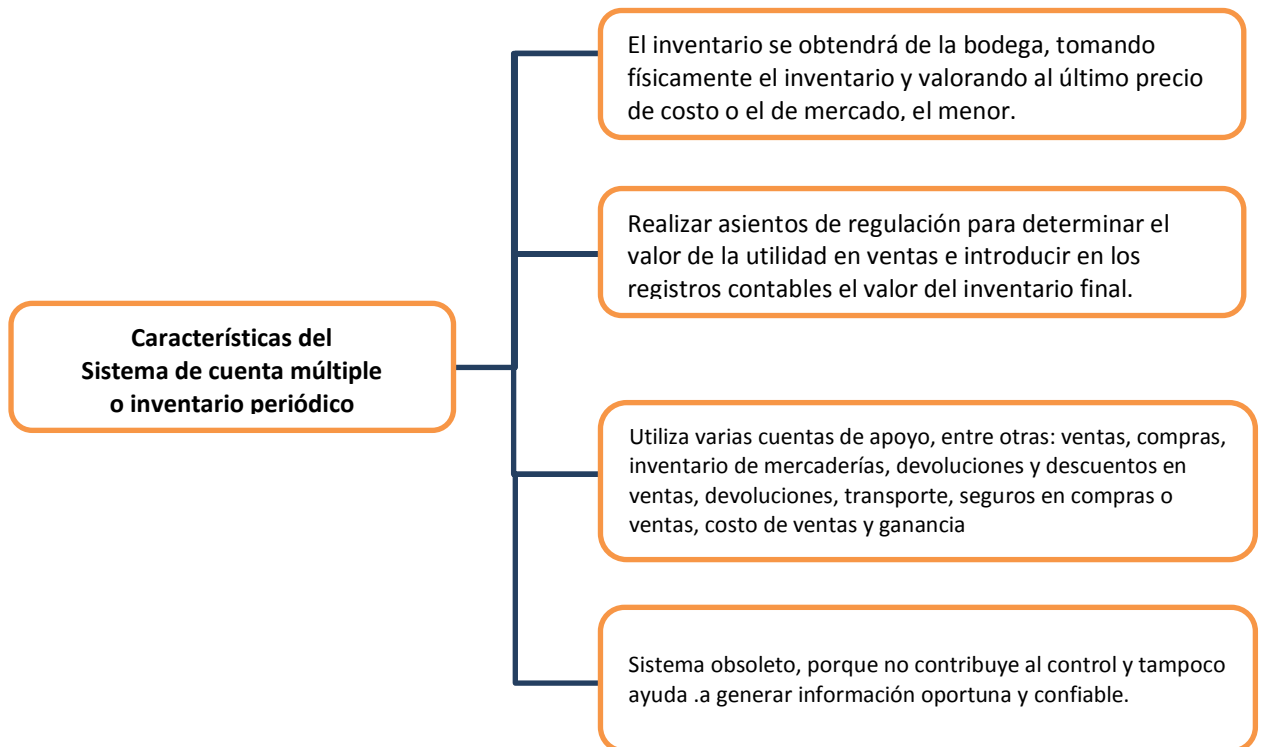 El inventario se obtendrá de la bodega, tomando
físicamente el inventario y valorando al último precio
de costo o el de mercado, el menor.
Realizar asientos de regulación para determinar el
valor de la utilidad en ventas e introducir en los
registros contables el valor del inventario final.
Características del
Sistema de cuenta múltiple
o inventario periódico
Utiliza varias cuentas de apoyo, entre otras: ventas, compras,
inventario de mercaderías, devoluciones y descuentos en
ventas, devoluciones, transporte, seguros en compras o
ventas, costo de ventas y ganancia
Sistema obsoleto, porque no contribuye al control y tampoco
ayuda .a generar información oportuna y confiable.